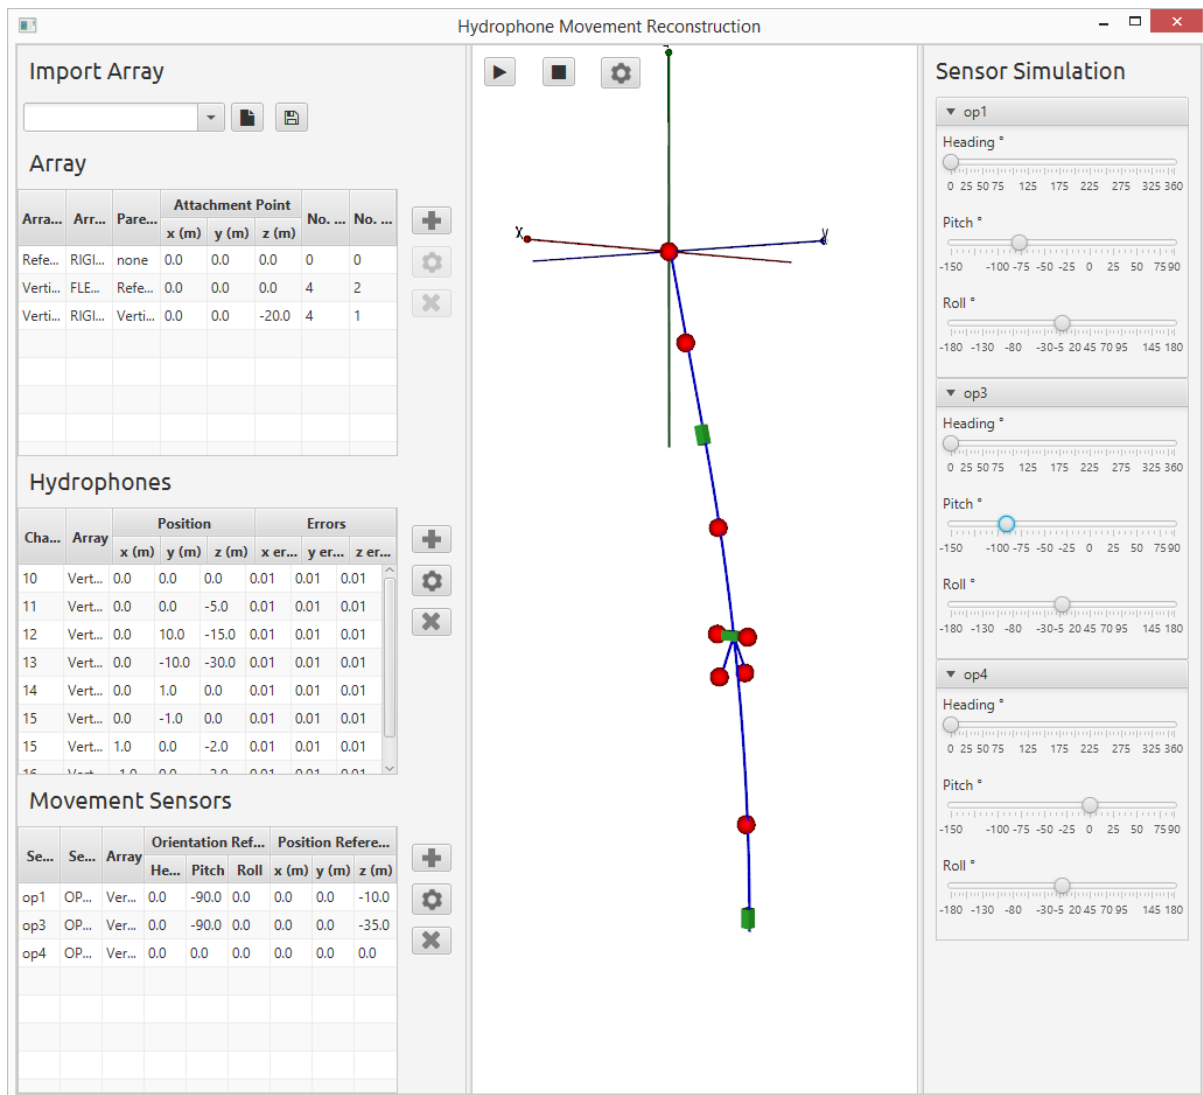 Hydrophone Movement Reconstruction
Import Array
Array
Arra... Arr... Pare... Attachment Point No. ... No. ...
x (m) y (m) z (m)
Refe... RIGI... none 0.0 0.0 0.0 0 0
Verti... FLE... Refe... 0.0 0.0 0.0 4 2
Verti... RIGI... Verti... 0.0 0.0 -20.0 4 1
Hydrophones
Cha... Array Position Errors
x (m) y (m) z (m) x er... y er... z er...
10 Vert... 0.0 0.0 0.0 0.01 0.01 0.01
11 Vert... 0.0 0.0 -5.0 0.01 0.01 0.01
12 Vert... 0.0 10.0 -15.0 0.01 0.01 0.01
13 Vert... 0.0 -10.0 -30.0 0.01 0.01 0.01
14 Vert... 0.0 1.0 0.0 0.01 0.01 0.01
15 Vert... 0.0 -1.0 0.0 0.01 0.01 0.01
15 Vert... 1.0 0.0 -2.0 0.01 0.01 0.01
16 Vert... -1.0 0.0 -2.0 0.01 0.01 0.01
Movement Sensors
Se... Se... Array Orientation Ref... Position Refere...
He... Pitch Roll x (m) y (m) z (m)
op1 OP... Ver... 0.0 -90.0 0.0 0.0 0.0 -10.0
op3 OP... Ver... 0.0 -90.0 0.0 0.0 0.0 -35.0
op4 OP... Ver... 0.0 0.0 0.0 0.0 0.0 0.0
x
y
Sensor Simulation
op1
Heading °
0 25 50 75 125 175 225 275 325 360
Pitch °
-150 -100 -75 -50 -25 0 25 50 75 90
Roll °
-180 -130 -80 -30 -5 20 45 70 95 145 180
op3
Heading °
0 25 50 75 125 175 225 275 325 360
Pitch °
-150 -100 -75 -50 -25 0 25 50 75 90
Roll °
-180 -130 -80 -30 -5 20 45 70 95 145 180
op4
Heading °
0 25 50 75 125 175 225 275 325 360
Pitch °
-150 -100 -75 -50 -25 0 25 50 75 90
Roll °
-180 -130 -80 -30 -5 20 45 70 95 145 180